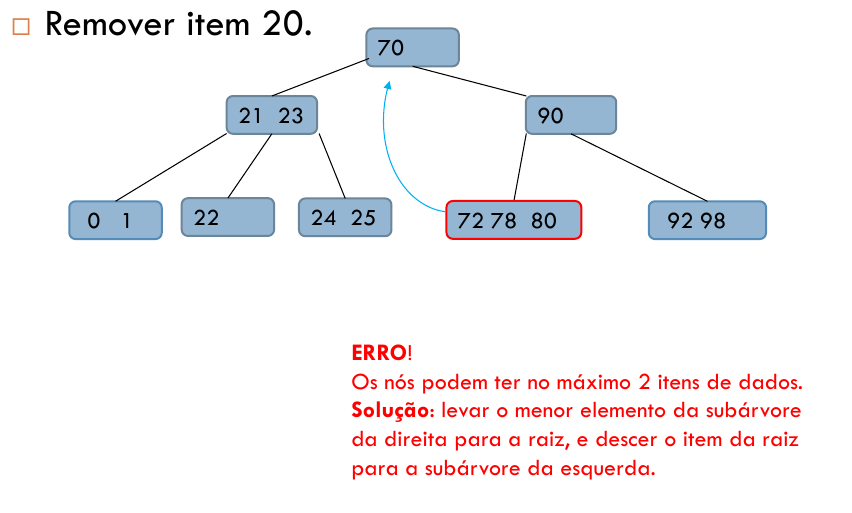 Remover item 20.
70
21 23
90
0 1
22
24 25
72 78 80
92 98
ERRO!
Os nós podem ter no máximo 2 itens de dados.
Solução: levar o menor elemento da subárvore
da direita para a raiz, e descer o item da raiz
para a subárvore da esquerda.